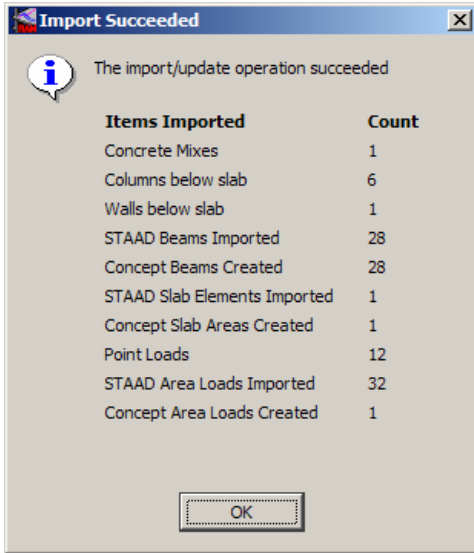 Import Succeeded
The import/update operation succeeded
Items Imported Count
Concrete Mixes 1
Columns below slab 6
Walls below slab 1
STAAD Beams Imported 28
Concept Beams Created 28
STAAD Slab Elements Imported 1
Concept Slab Areas Created 1
Point Loads 12
STAAD Area Loads Imported 32
Concept Area Loads Created 1
OK